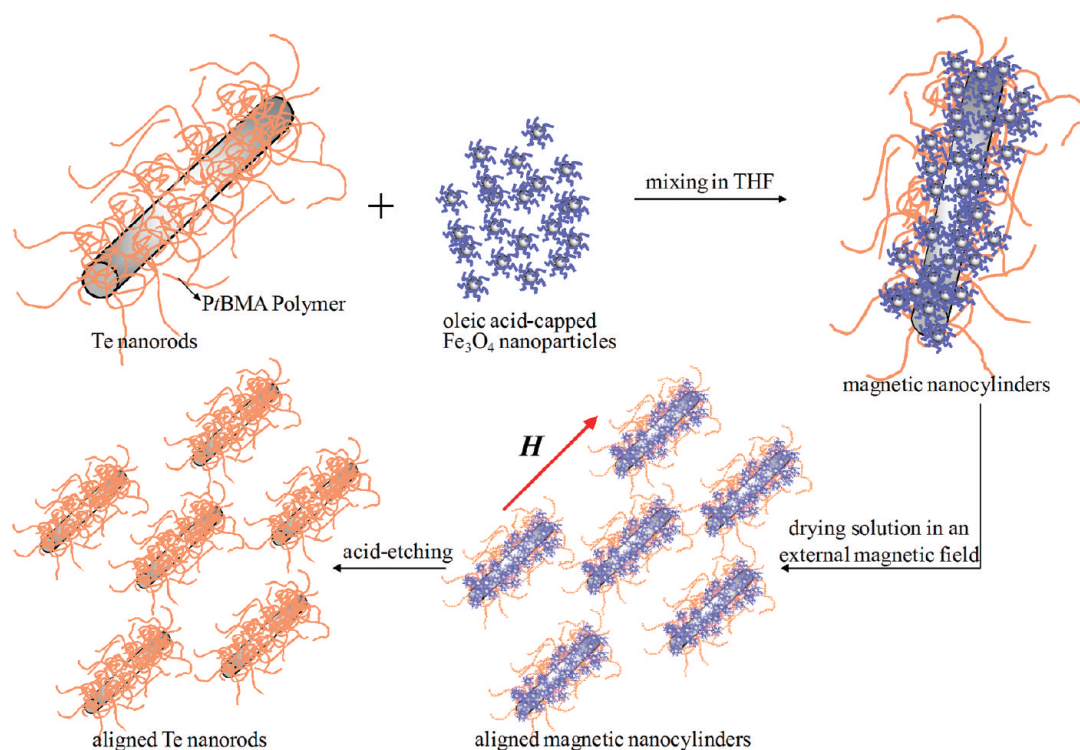 +
mixing in THF
PtBMA Polymer
Te nanorods
oleic acid-capped
Fe₃O₄ nanoparticles
magnetic nanocylinders
H
drying solution in an
external magnetic field
acid-etching
aligned Te nanorods
aligned magnetic nanocylinders